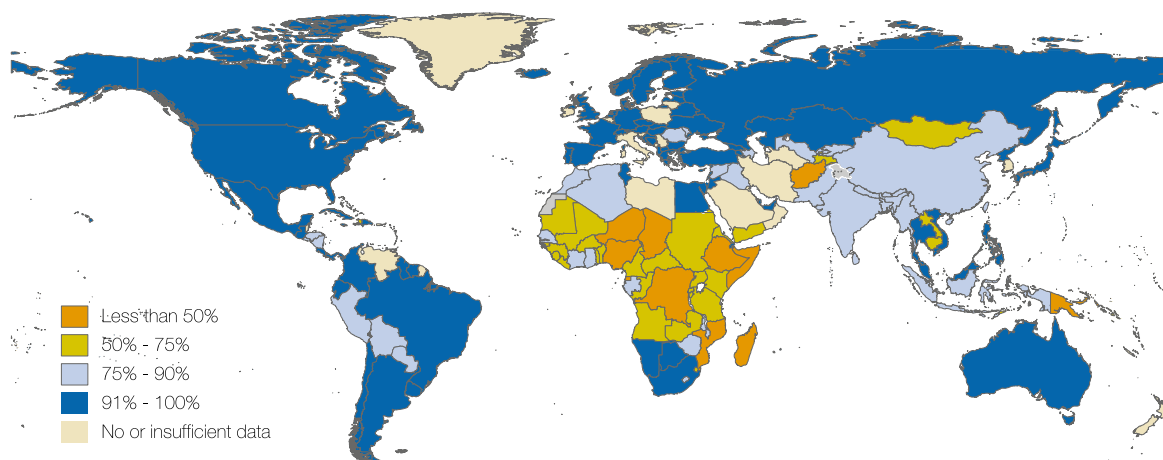 Less than 50%
50% - 75%
75% - 90%
91% - 100%
No or insufficient data